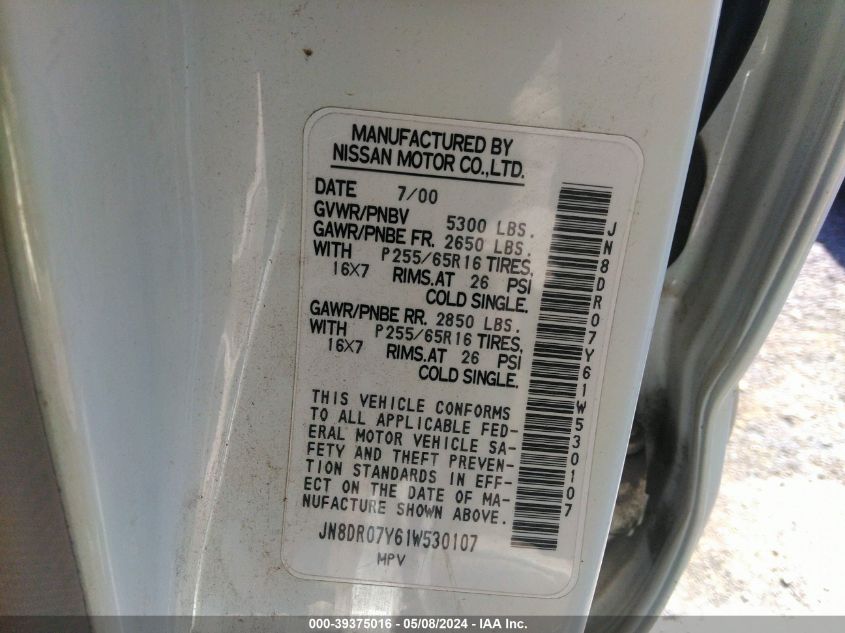 MANUFACTURED BY
NISSAN MOTOR CO.,LTD.
DATE 7/00
GVWR/PNBV 5300 LBS.
GAWR/PNBE FR. 2650 LBS.
WITH P255/65R16 TIRES,
16X7 RIMS.AT 26 PSI
COLD SINGLE.
GAWR/PNBE RR. 2850 LBS.
WITH P255/65R16 TIRES,
16X7 RIMS.AT 26 PSI
COLD SINGLE.
THIS VEHICLE CONFORMS
TO ALL APPLICABLE FED-
ERAL MOTOR VEHICLE SA-
FETY AND THEFT PREVEN-
TION STANDARDS IN EFF-
ECT ON THE DATE OF MA-
NUFACTURE SHOWN ABOVE.
JN8DR07Y61W530107
MPV
JN8DR07Y61W530107
000-39375016 - 05/08/2024 - IAA Inc.